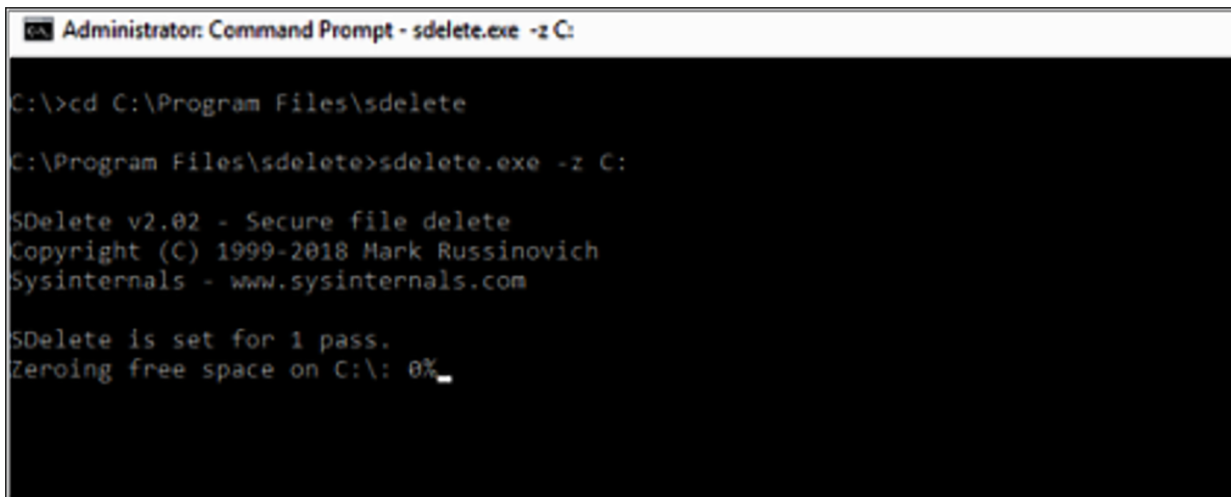 Administrator: Command Prompt - sdelete.exe -z C:
C:\>cd C:\Program Files\sdelete
C:\Program Files\sdelete>sdelete.exe -z C:
SDelete v2.02 - Secure file delete
Copyright (C) 1999-2018 Mark Russinovich
Sysinternals - www.sysinternals.com
SDelete is set for 1 pass.
Zeroing free space on C:\: 0%